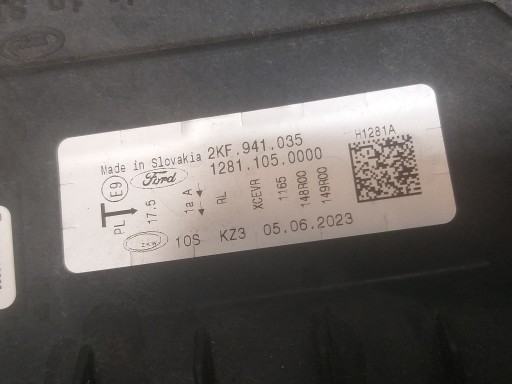 Made in Slovakia 2KF.941.035
1281.105.0000
H1281A
E9
Ford
PL
17.5
1a A
RL
XCEVR
1165
148R00
149R00
ZKW
10S KZ3 05.06.2023